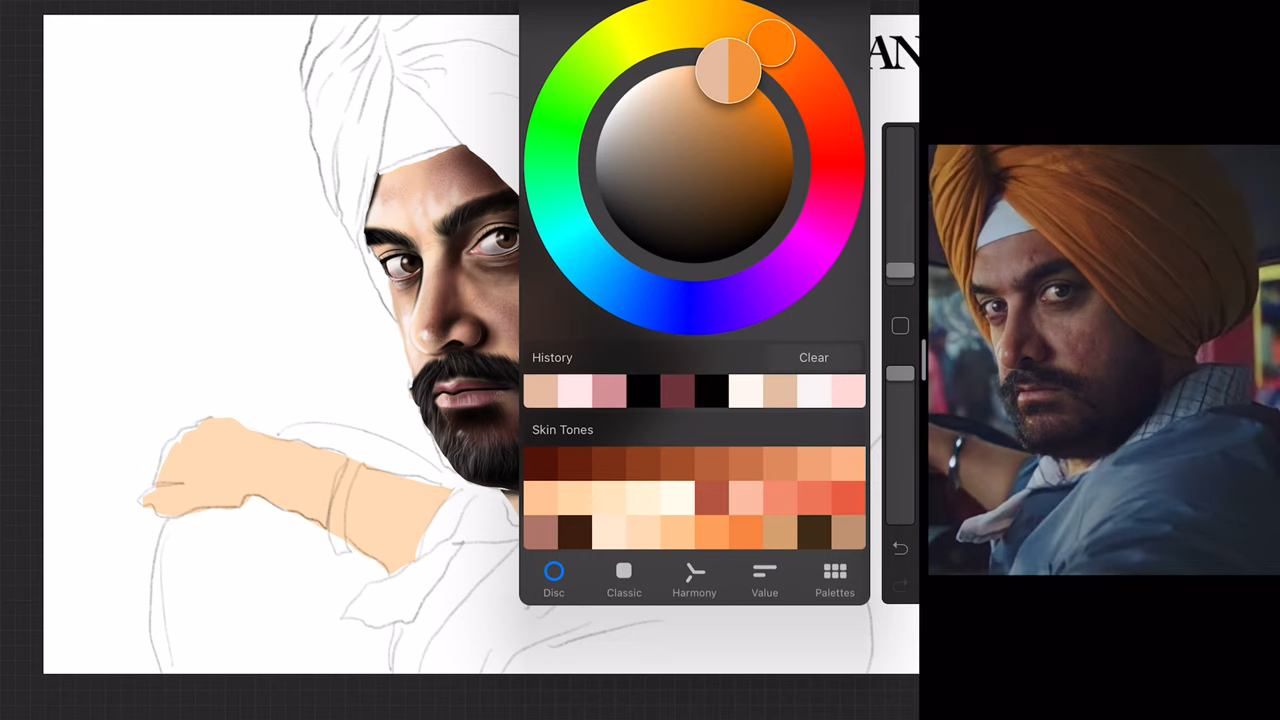 AN
History
Clear
Skin Tones
Disc
Classic
Harmony
Value
Palettes